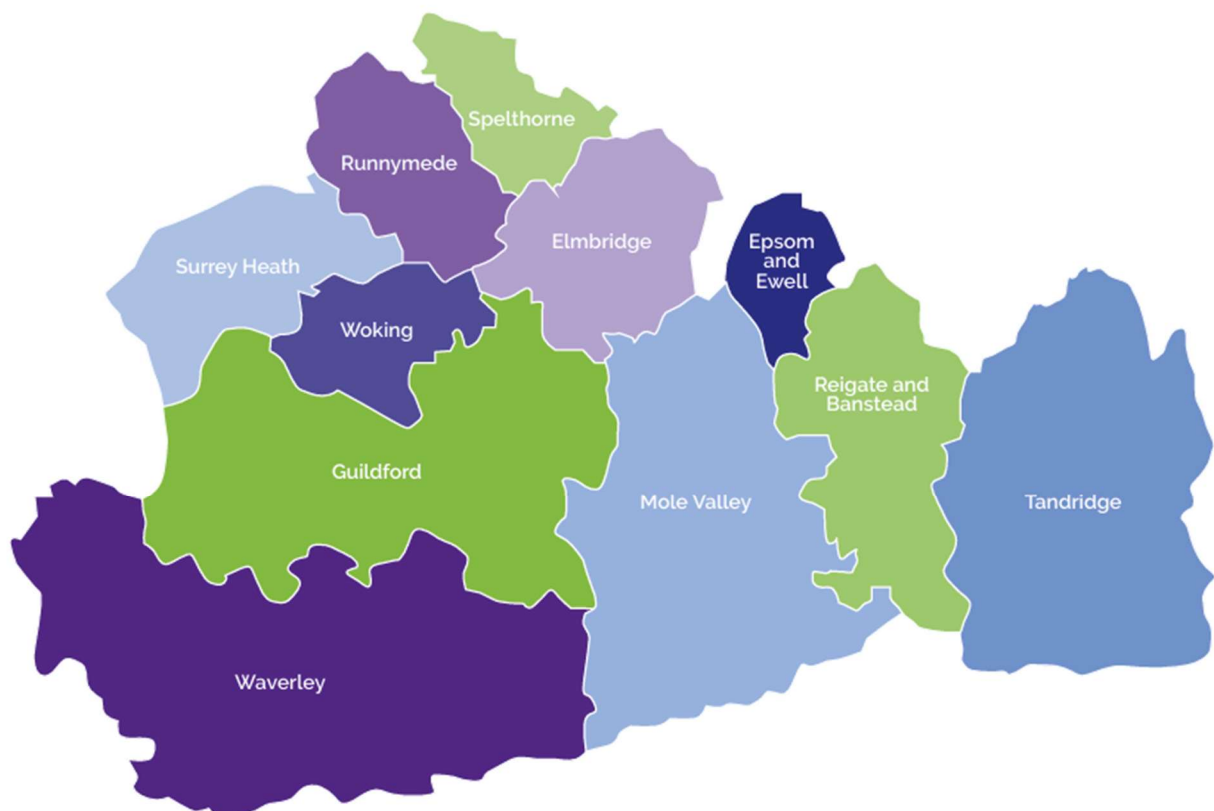 Spelthorne
Runnymede
Elmbridge
Epsom
and
Ewell
Surrey Heath
Woking
Reigate and
Banstead
Guildford
Mole Valley
Tandridge
Waverley